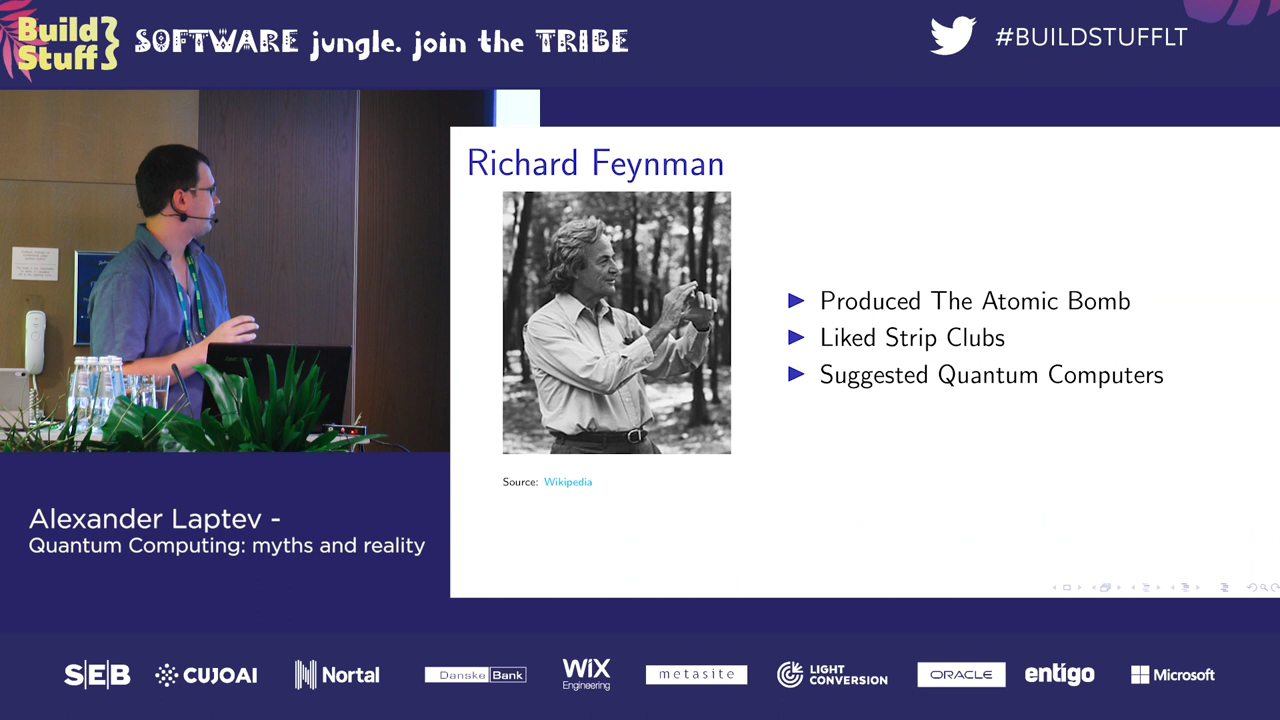 Build
Stuff
SOFTWARE jungle. join the TRIBE
#BUILDSTUFFLT
Richard Feynman
Produced The Atomic Bomb
Liked Strip Clubs
Suggested Quantum Computers
Source: Wikipedia
Alexander Laptev -
Quantum Computing: myths and reality
SEB
CUJOAI
Nortal
Danske Bank
WiX
Engineering
metasite
LIGHT
CONVERSION
ORACLE
entigo
Microsoft